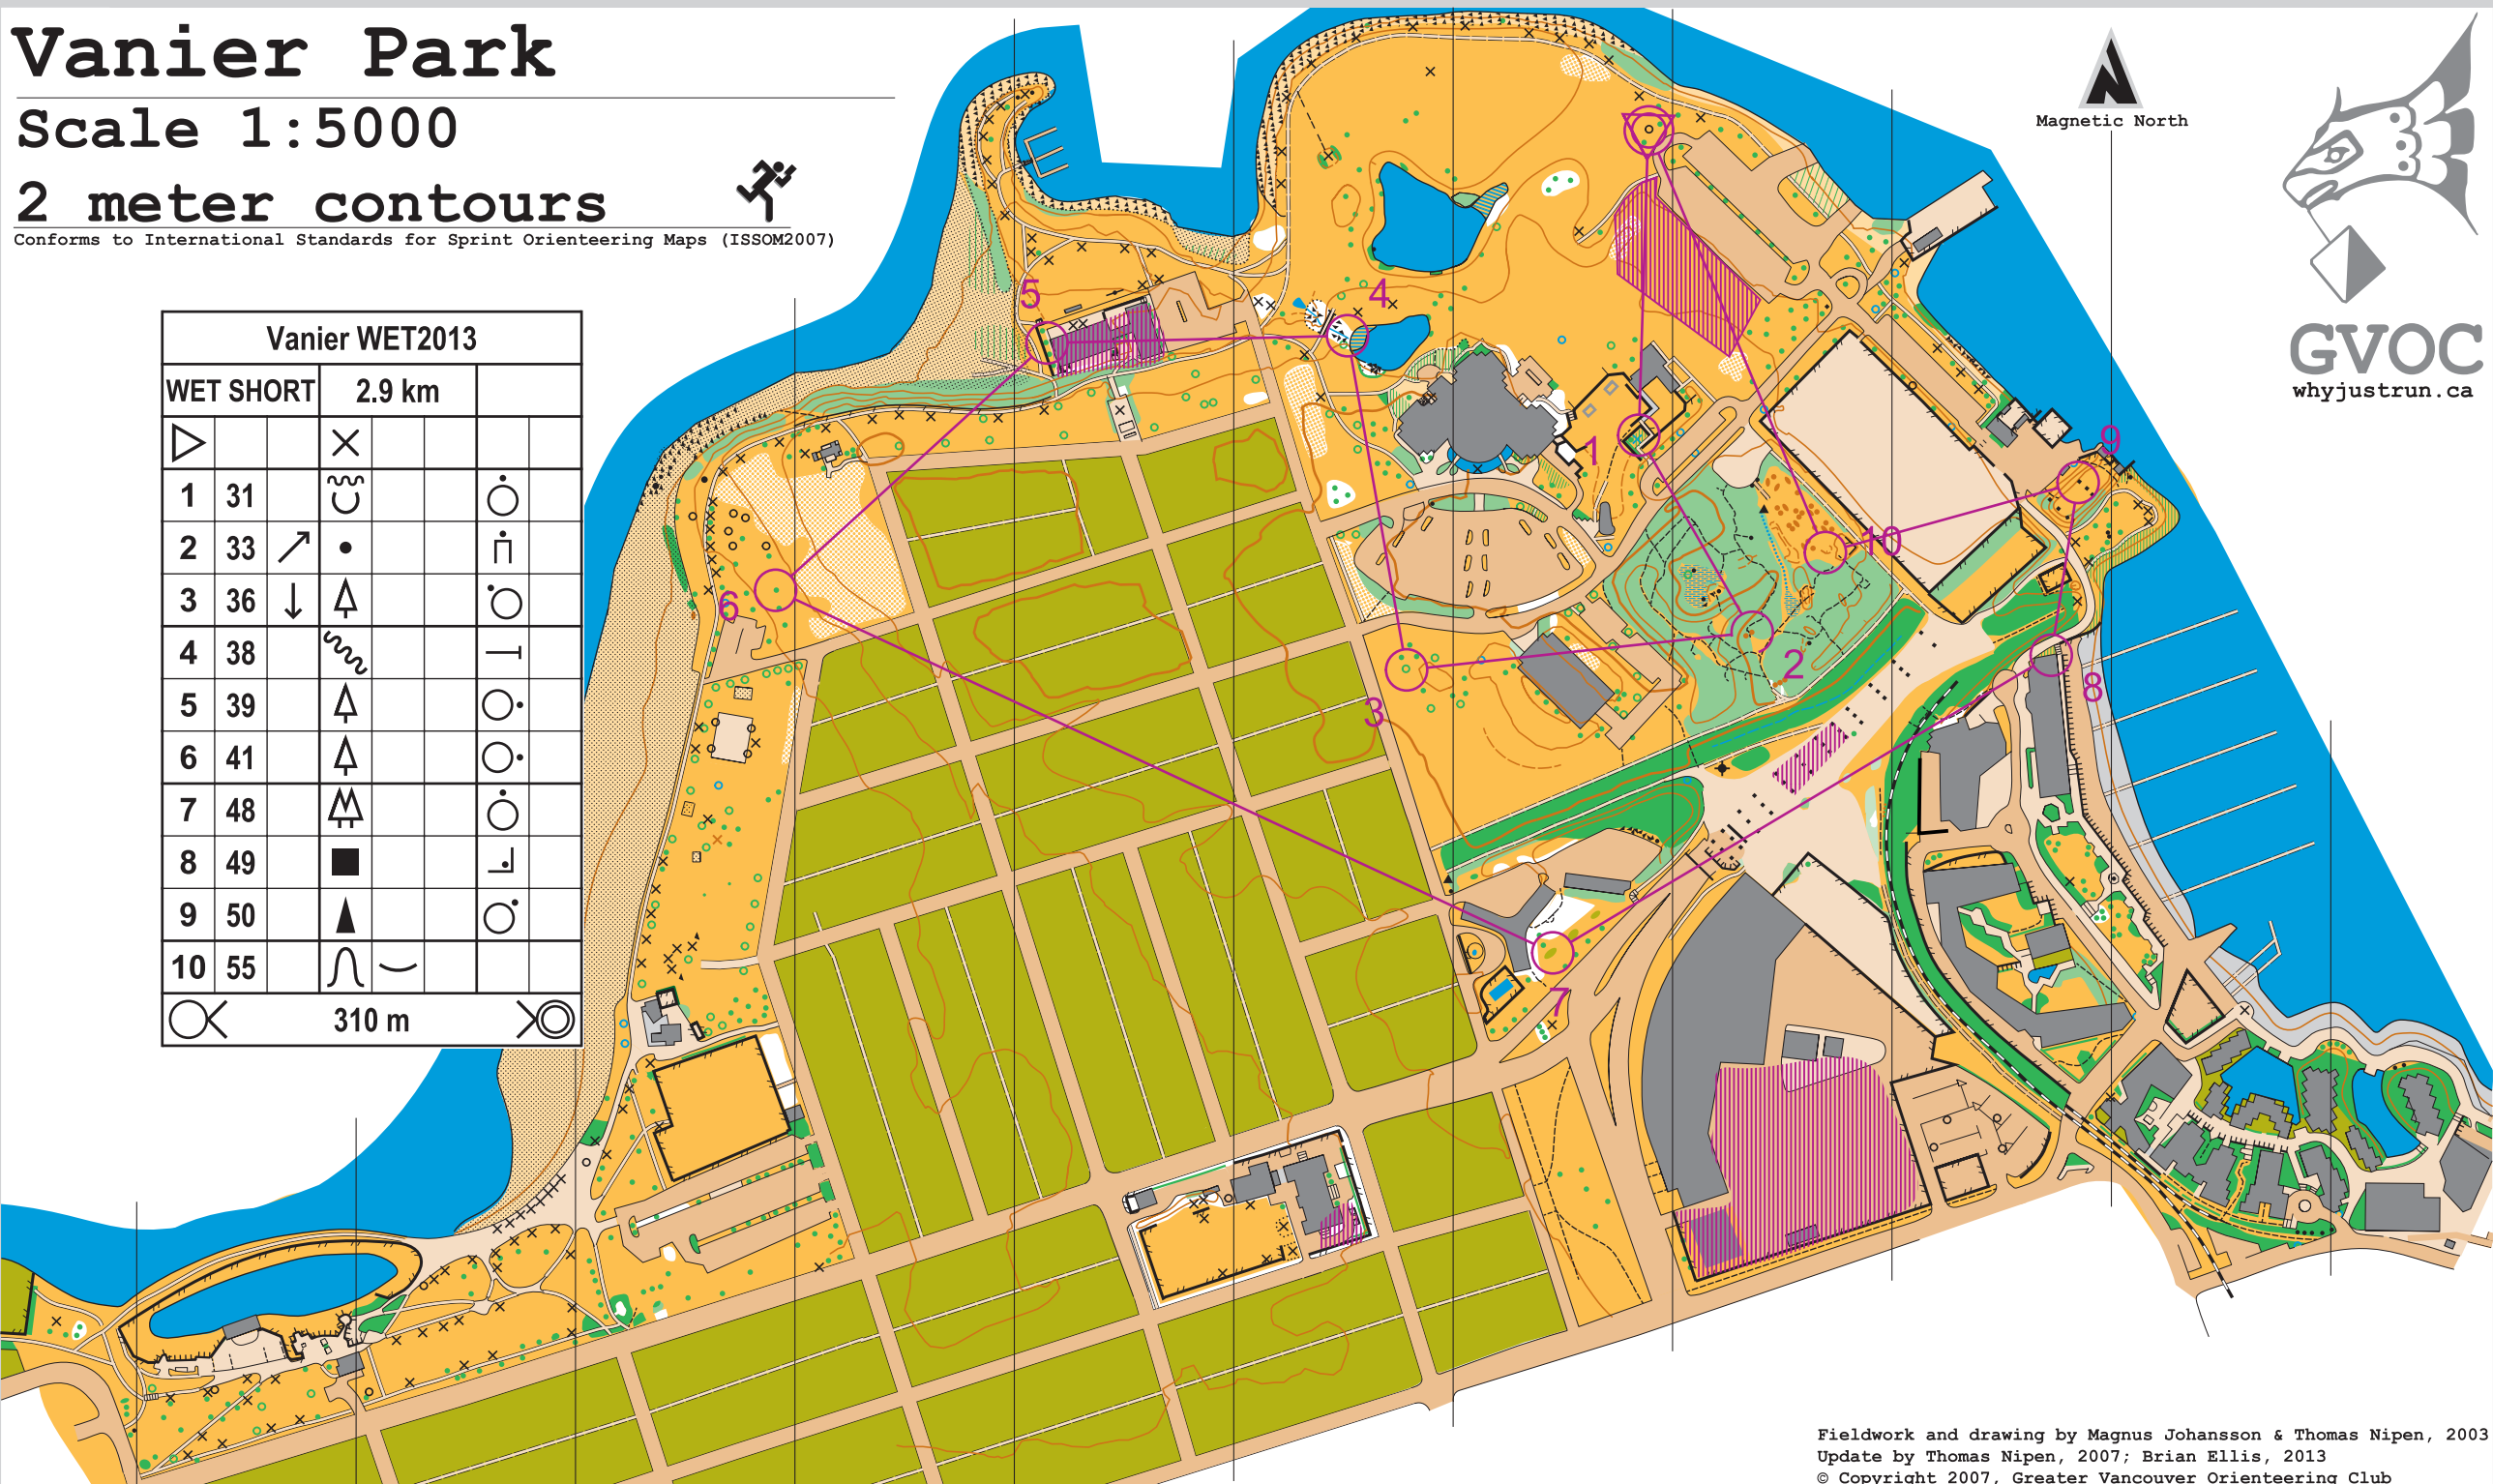 Vanier Park
Scale 1:5000
2 meter contours
Conforms to International Standards for Sprint Orienteering Maps (ISSOM2007)
Magnetic North
GVOC
whyjustrun.ca
Vanier WET2013
WET SHORT 2.9 km
1 31
2 33
3 36
4 38
5 39
6 41
7 48
8 49
9 50
10 55
310 m
5
4
1
9
10
6
2
3
8
7
Fieldwork and drawing by Magnus Johansson & Thomas Nipen, 2003
Update by Thomas Nipen, 2007; Brian Ellis, 2013
© Copyright 2007, Greater Vancouver Orienteering Club